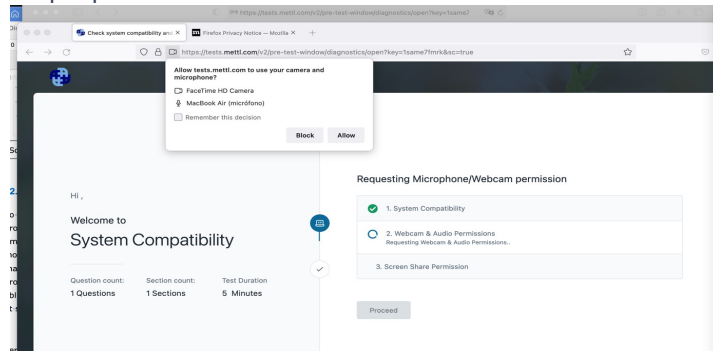 https://tests.mettl.com/v2/pre-test-window/diagnostics/open?key=1same7
Check system compatibility and
Firefox Privacy Notice — Mozilla
https://tests.mettl.com/v2/pre-test-window/diagnostics/open?key=1same7fmrk&sc=true
Allow tests.mettl.com to use your camera and
microphone?
FaceTime HD Camera
MacBook Air (micrófono)
Remember this decision
Block Allow
Hi ,
Welcome to
System Compatibility
Question count: Section count: Test Duration
1 Questions 1 Sections 5 Minutes
Requesting Microphone/Webcam permission
1. System Compatibility
2. Webcam & Audio Permissions
Requesting Webcam & Audio Permissions..
3. Screen Share Permission
Proceed